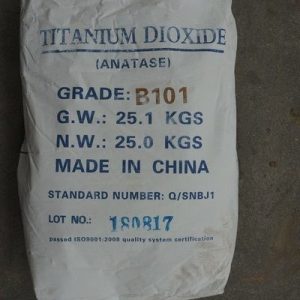 TITANIUM DIOXIDE
(ANATASE)
GRADE: B101
G.W.: 25.1 KGS
N.W.: 25.0 KGS
MADE IN CHINA
STANDARD NUMBER: Q/SNBJ1
LOT NO.: 180817
passed ISO9001:2008 quality system certification